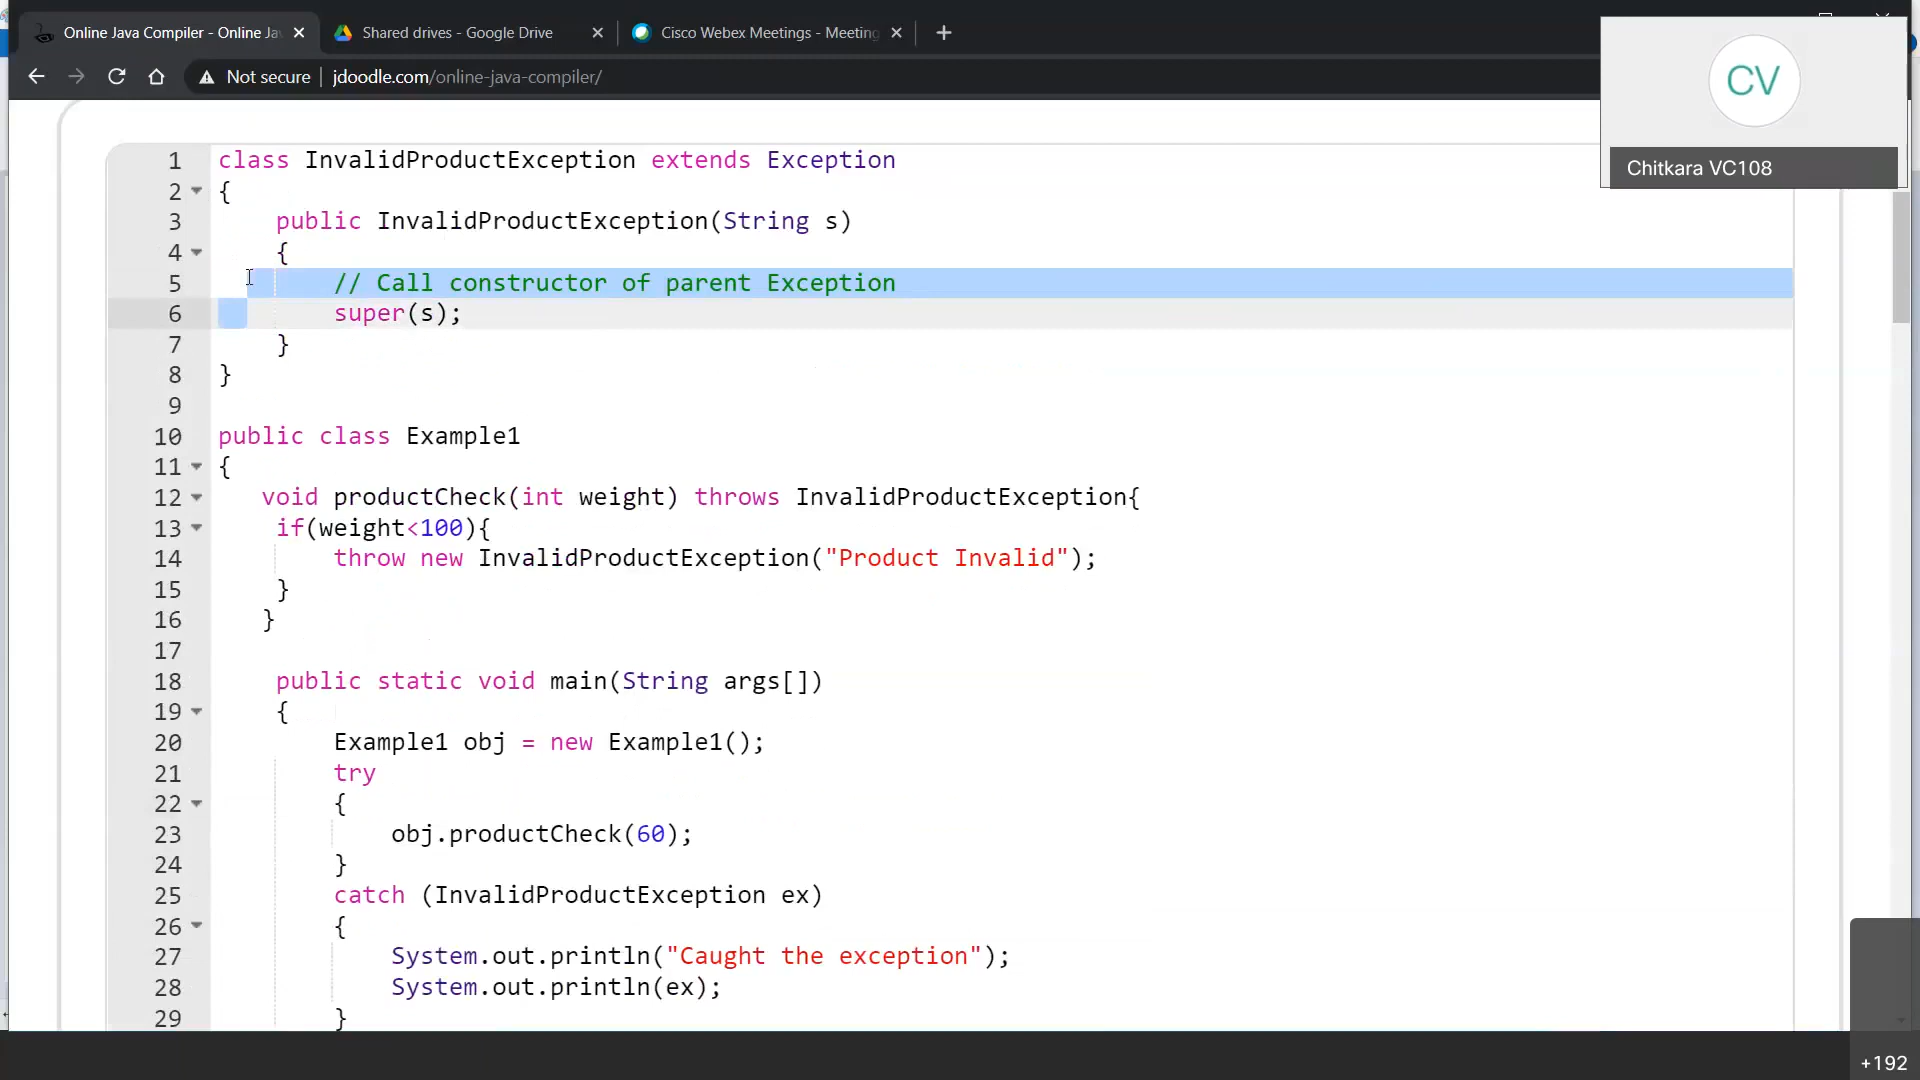 Online Java Compiler - Online Ja
Shared drives - Google Drive
Cisco Webex Meetings - Meeting
Not secure | jdoodle.com/online-java-compiler/
CV
Chitkara VC108
1 class InvalidProductException extends Exception
2 {
3 public InvalidProductException(String s)
4 {
5 // Call constructor of parent Exception
6 super(s);
7 }
8 }
9
10 public class Example1
11 {
12 void productCheck(int weight) throws InvalidProductException{
13 if(weight<100){
14 throw new InvalidProductException("Product Invalid");
15 }
16 }
17
18 public static void main(String args[])
19 {
20 Example1 obj = new Example1();
21 try
22 {
23 obj.productCheck(60);
24 }
25 catch (InvalidProductException ex)
26 {
27 System.out.println("Caught the exception");
28 System.out.println(ex);
29 }
+192